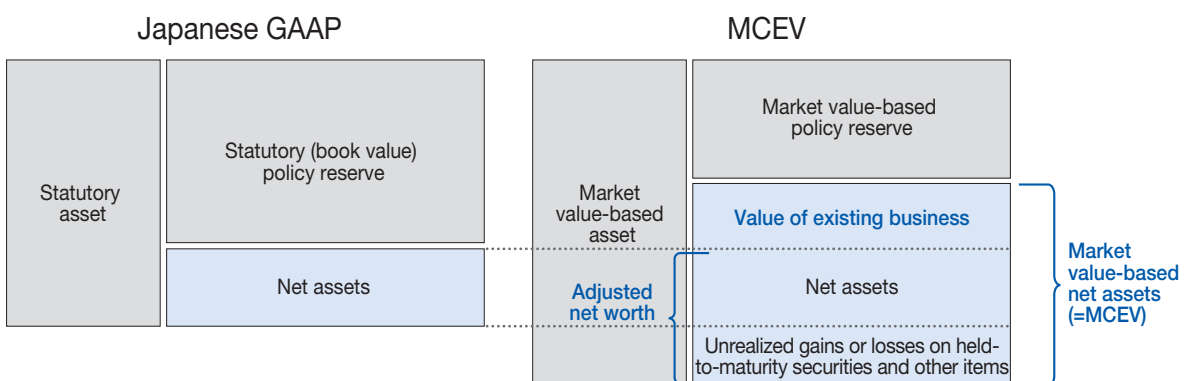 Japanese GAAP
MCEV
Statutory
asset
Statutory (book value)
policy reserve
Net assets
Market
value-based
asset
Adjusted
net worth
Market value-based
policy reserve
Value of existing business
Net assets
Unrealized gains or losses on held-
to-maturity securities and other items
Market
value-based
net assets
(=MCEV)